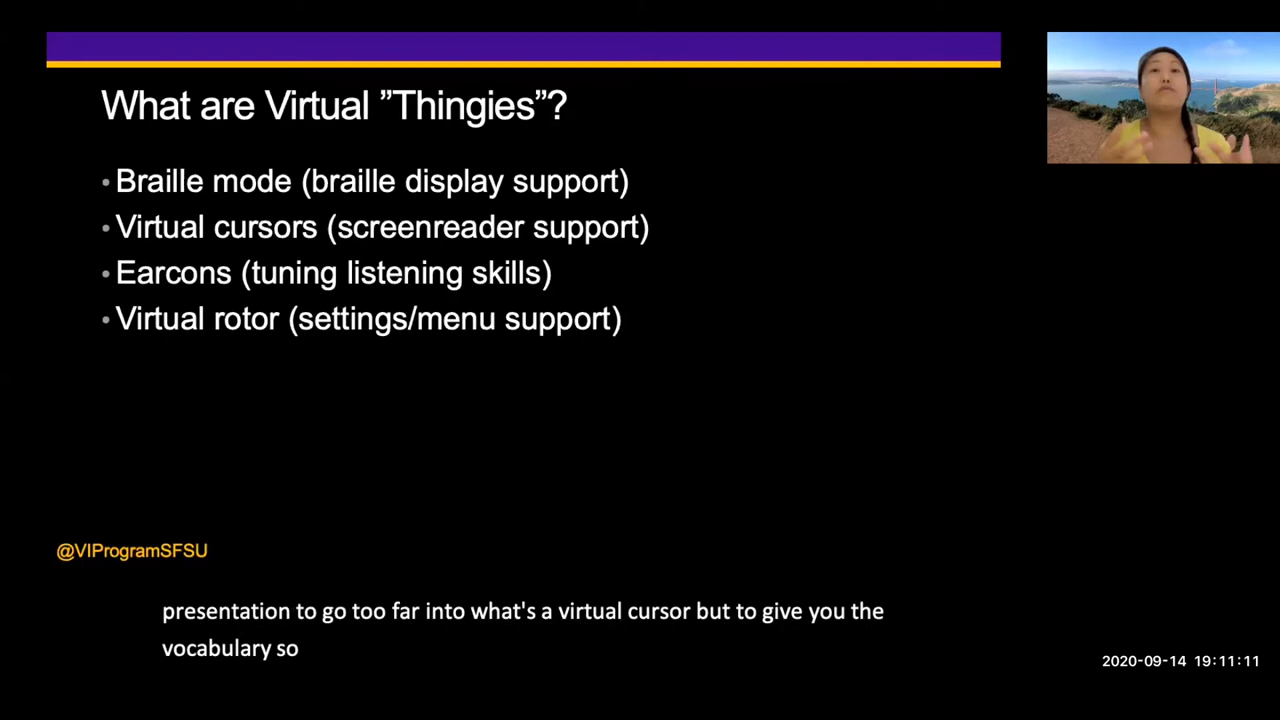 What are Virtual ”Thingies”?
• Braille mode (braille display support)
• Virtual cursors (screenreader support)
• Earcons (tuning listening skills)
• Virtual rotor (settings/menu support)
@VIProgramSFSU
presentation to go too far into what's a virtual cursor but to give you the
vocabulary so
2020-09-14 19:11:11